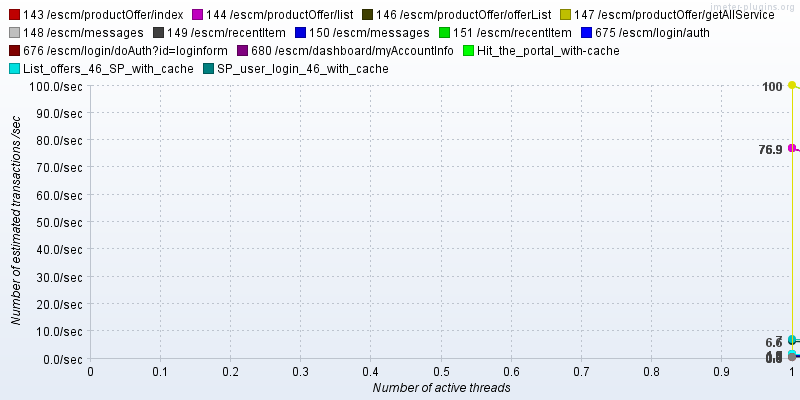 jmeter-plugins.org
143 /escm/productOffer/index 144 /escm/productOffer/list 146 /escm/productOffer/offerList 147 /escm/productOffer/getAllService
148 /escm/messages 149 /escm/recentItem 150 /escm/messages 151 /escm/recentItem 675 /escm/login/auth
676 /escm/login/doAuth?id=loginform 680 /escm/dashboard/myAccountInfo Hit_the_portal_with-cache
List_offers_46_SP_with_cache SP_user_login_46_with_cache
100.0/sec
90.0/sec
80.0/sec
70.0/sec
60.0/sec
50.0/sec
40.0/sec
30.0/sec
20.0/sec
10.0/sec
0.0/sec
Number of estimated transactions /sec
100
76.9
0 0.1 0.2 0.3 0.4 0.5 0.6 0.7 0.8 0.9 1
Number of active threads